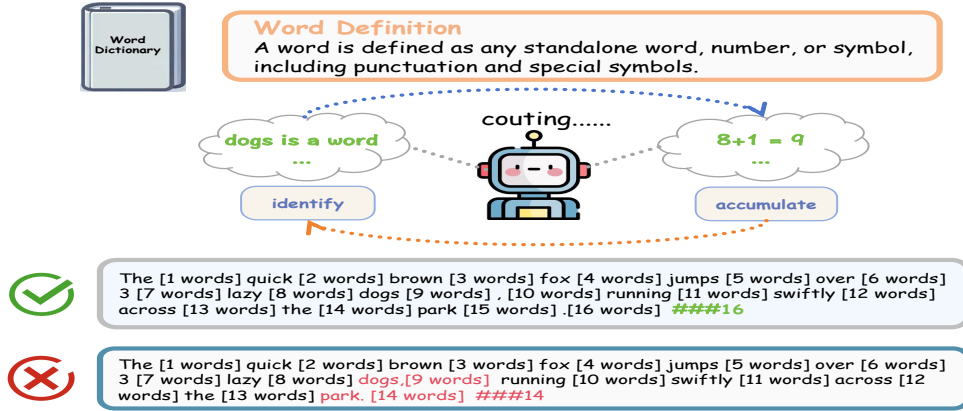 Word
Dictionary
Word Definition
A word is defined as any standalone word, number, or symbol,
including punctuation and special symbols.
couting......
dogs is a word
...
8+1 = 9
...
identify
accumulate
The [1 words] quick [2 words] brown [3 words] fox [4 words] jumps [5 words] over [6 words]
3 [7 words] lazy [8 words] dogs [9 words] , [10 words] running [11 words] swiftly [12 words]
across [13 words] the [14 words] park [15 words] .[16 words] ###16
The [1 words] quick [2 words] brown [3 words] fox [4 words] jumps [5 words] over [6 words]
3 [7 words] lazy [8 words] dogs,[9 words] running [10 words] swiftly [11 words] across [12
words] the [13 words] park. [14 words] ###14